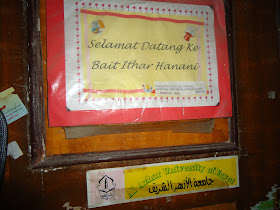 Selamat Datang Ke
Bait Ithar Hanani
Al-azhar University of Egypt
جامعة الأزهر الشريف